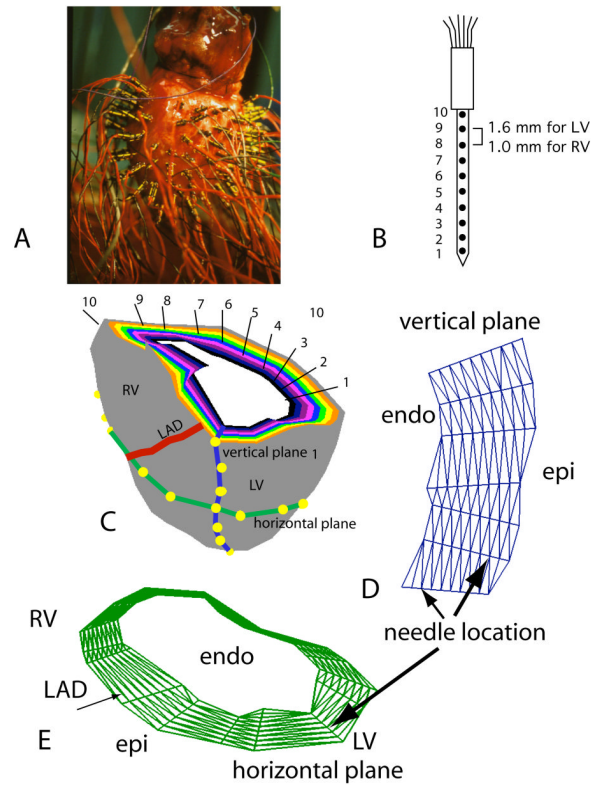 A
10
9
8
7
6
5
4
3
2
1
1.6 mm for LV
1.0 mm for RV
B
10
9
8
7
6
5
4
3
2
1
10
RV
LAD
vertical plane 1
LV
horizontal plane
C
vertical plane
endo
epi
D
needle location
RV
endo
LAD
E
epi
LV
horizontal plane